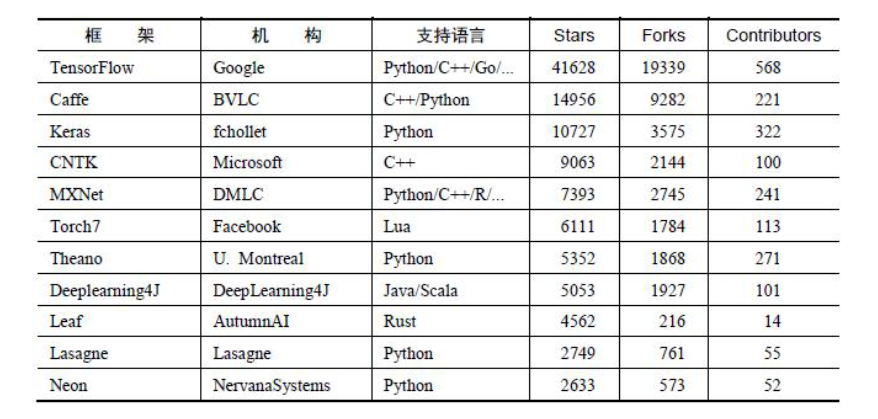 框 架 机 构 支持语言 Stars Forks Contributors
TensorFlow Google Python/C++/Go/... 41628 19339 568
Caffe BVLC C++/Python 14956 9282 221
Keras fchollet Python 10727 3575 322
CNTK Microsoft C++ 9063 2144 100
MXNet DMLC Python/C++/R/... 7393 2745 241
Torch7 Facebook Lua 6111 1784 113
Theano U. Montreal Python 5352 1868 271
Deeplearning4J DeepLearning4J Java/Scala 5053 1927 101
Leaf AutumnAI Rust 4562 216 14
Lasagne Lasagne Python 2749 761 55
Neon NervanaSystems Python 2633 573 52